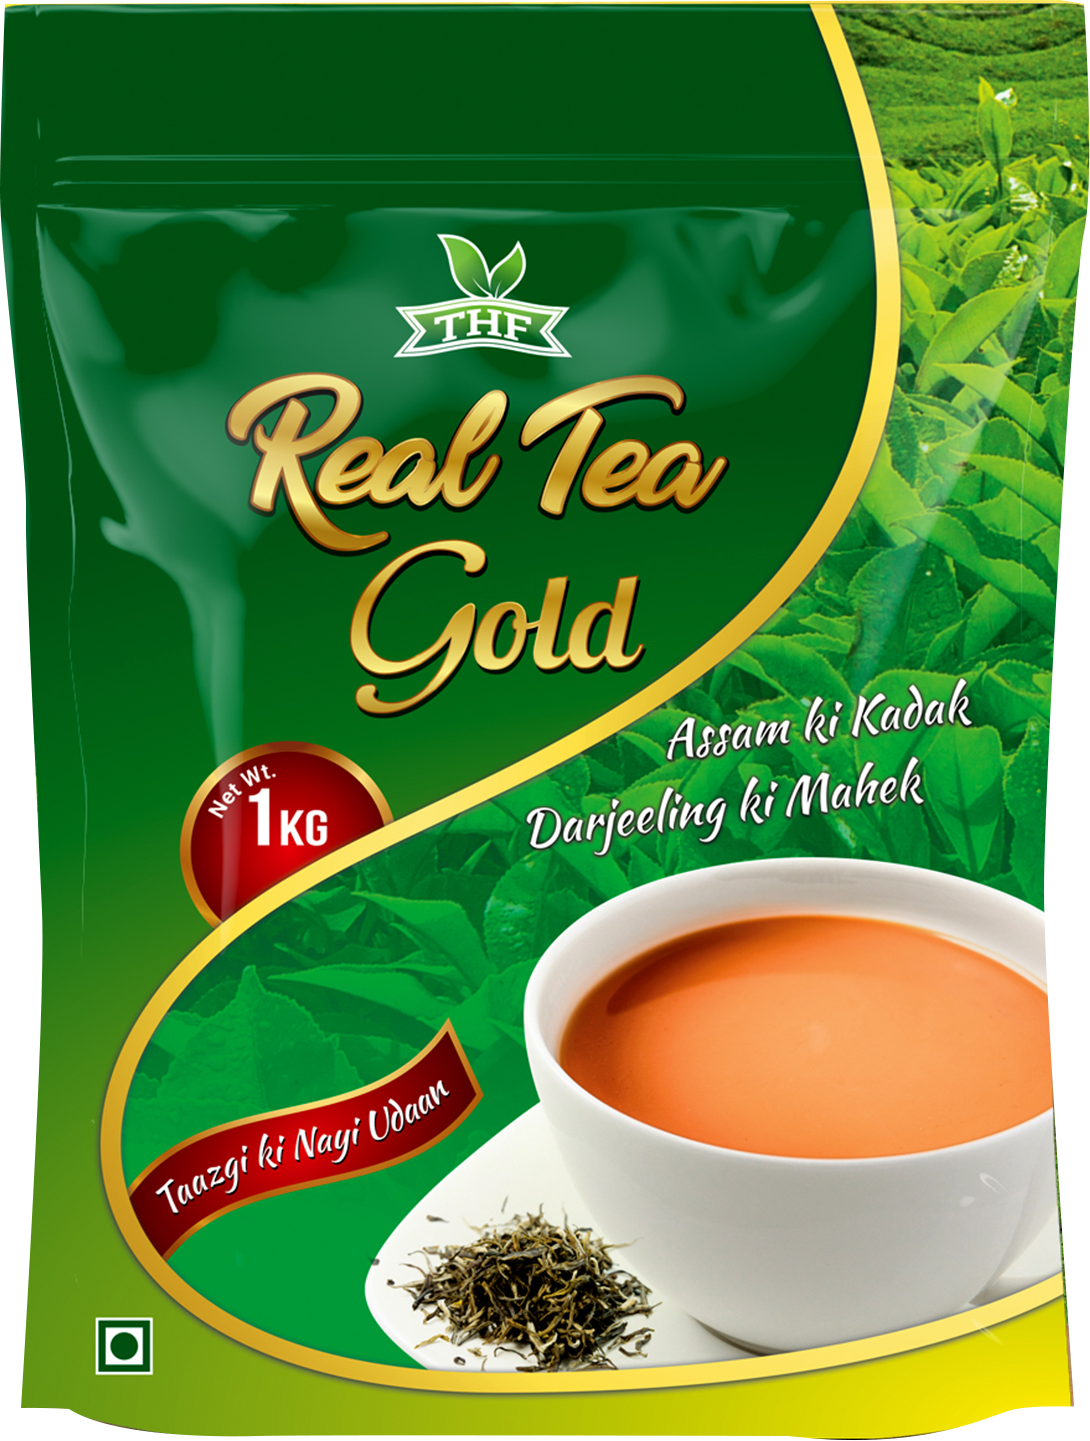 THF
Real Tea
Gold
Assam ki Kadak
Darjeeling ki Mahek
Net Wt.
1KG
Taazgi ki Nayi Udaan